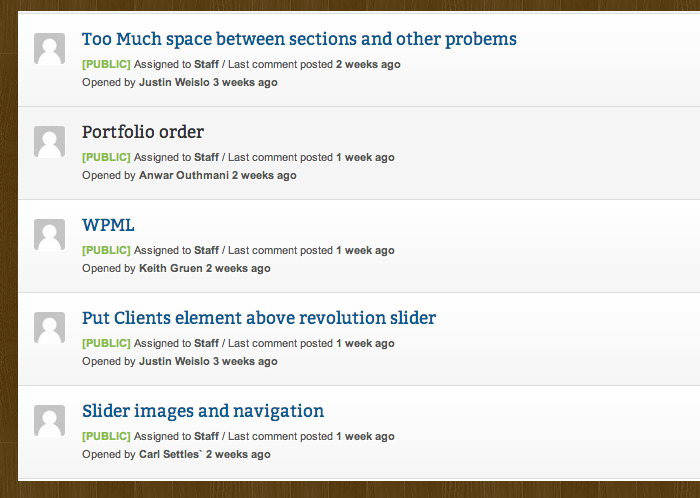 Too Much space between sections and other probems
[PUBLIC] Assigned to Staff / Last comment posted 2 weeks ago
Opened by Justin Weislo 3 weeks ago
Portfolio order
[PUBLIC] Assigned to Staff / Last comment posted 1 week ago
Opened by Anwar Outhmani 2 weeks ago
WPML
[PUBLIC] Assigned to Staff / Last comment posted 1 week ago
Opened by Keith Gruen 2 weeks ago
Put Clients element above revolution slider
[PUBLIC] Assigned to Staff / Last comment posted 1 week ago
Opened by Justin Weislo 3 weeks ago
Slider images and navigation
[PUBLIC] Assigned to Staff / Last comment posted 1 week ago
Opened by Carl Settles` 2 weeks ago